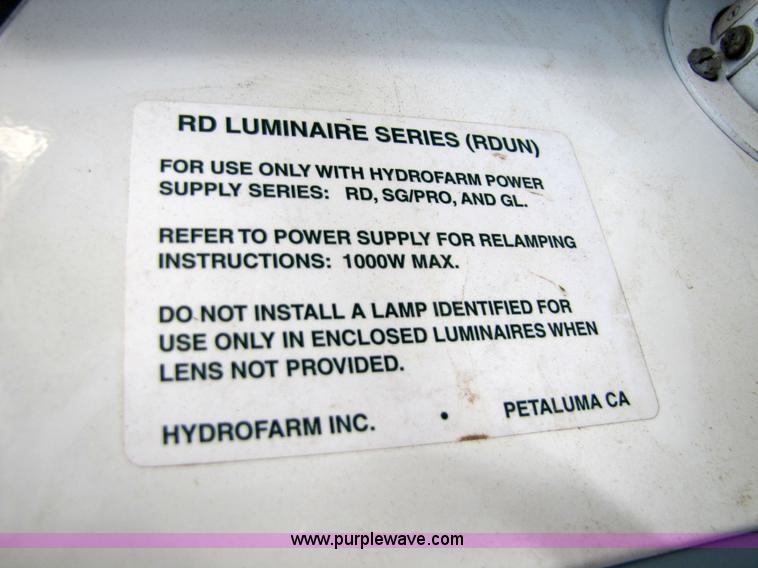 RD LUMINAIRE SERIES (RDUN)
FOR USE ONLY WITH HYDROFARM POWER
SUPPLY SERIES: RD, SG/PRO, AND GL.
REFER TO POWER SUPPLY FOR RELAMPING
INSTRUCTIONS: 1000W MAX.
DO NOT INSTALL A LAMP IDENTIFIED FOR
USE ONLY IN ENCLOSED LUMINAIRES WHEN
LENS NOT PROVIDED.
HYDROFARM INC. • PETALUMA CA
www.purplewave.com